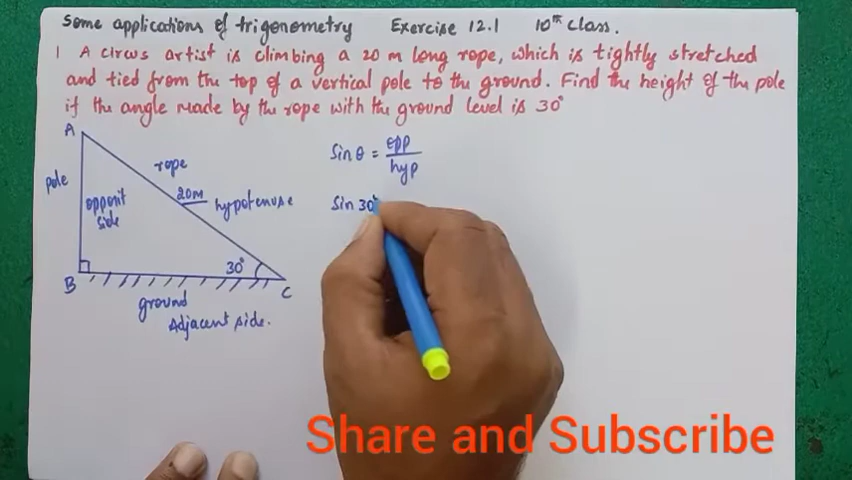 Some applications of trigonometry Exercise 12.1 10th Class.
1 A circus artist is climbing a 20 m long rope, which is tightly stretched
and tied from the top of a vertical pole to the ground. Find the height of the pole
if the angle made by the rope with the ground level is 30°
A
pole
rope
20M
hypotenuse
opposit
side
30°
B
C
ground
Adjacent side.
Sin θ = opp
hyp
Sin 30°
Share and Subscribe